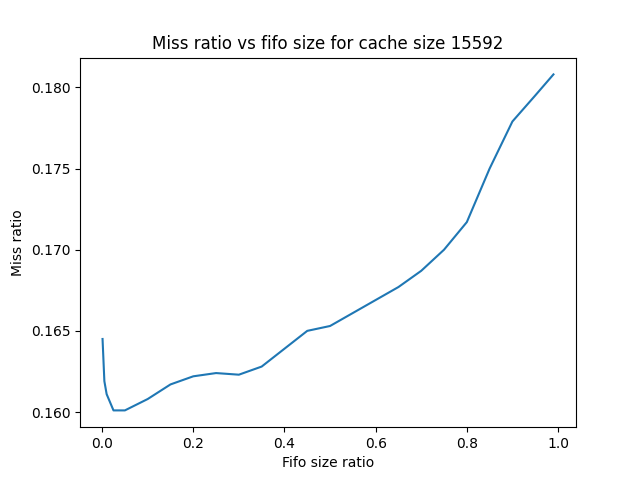 Miss ratio vs fifo size for cache size 15592
0.180
0.175
0.170
0.165
0.160
Miss ratio
0.0 0.2 0.4 0.6 0.8 1.0
Fifo size ratio